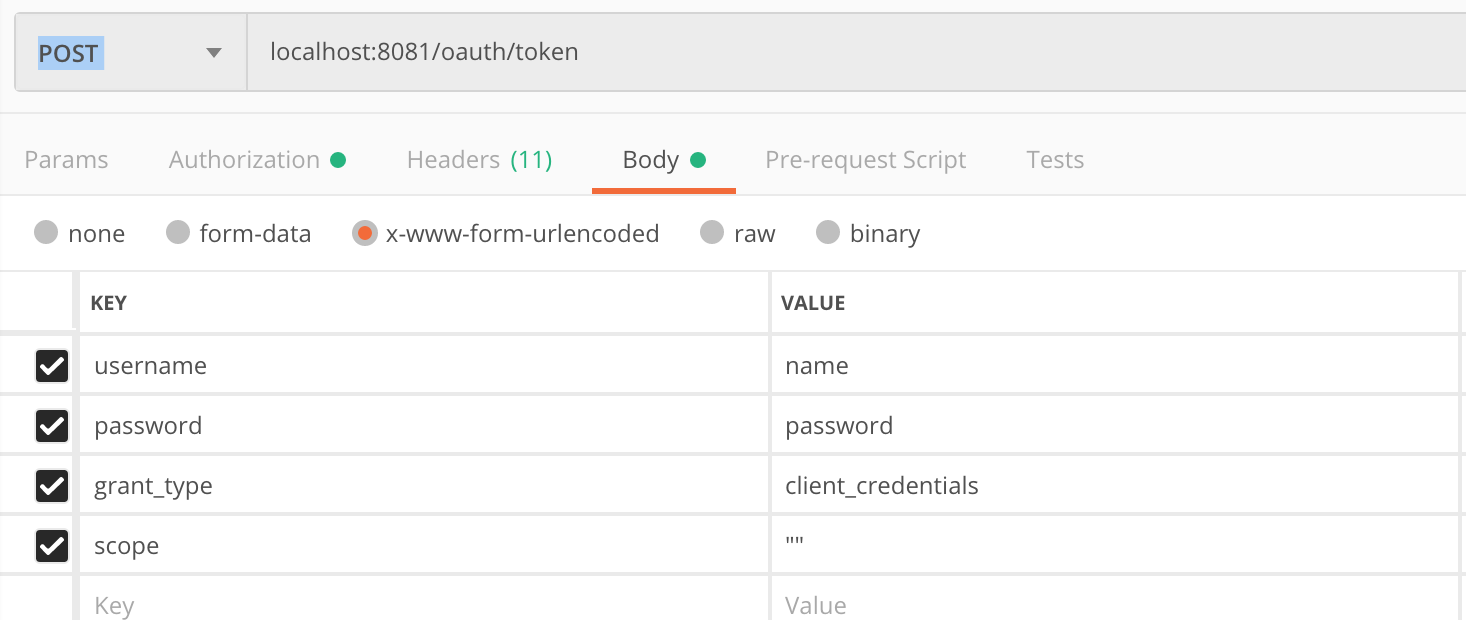 POST localhost:8081/oauth/token
Params Authorization Headers (11) Body Pre-request Script Tests
none form-data x-www-form-urlencoded raw binary
KEY VALUE
username name
password password
grant_type client_credentials
scope ""
Key Value